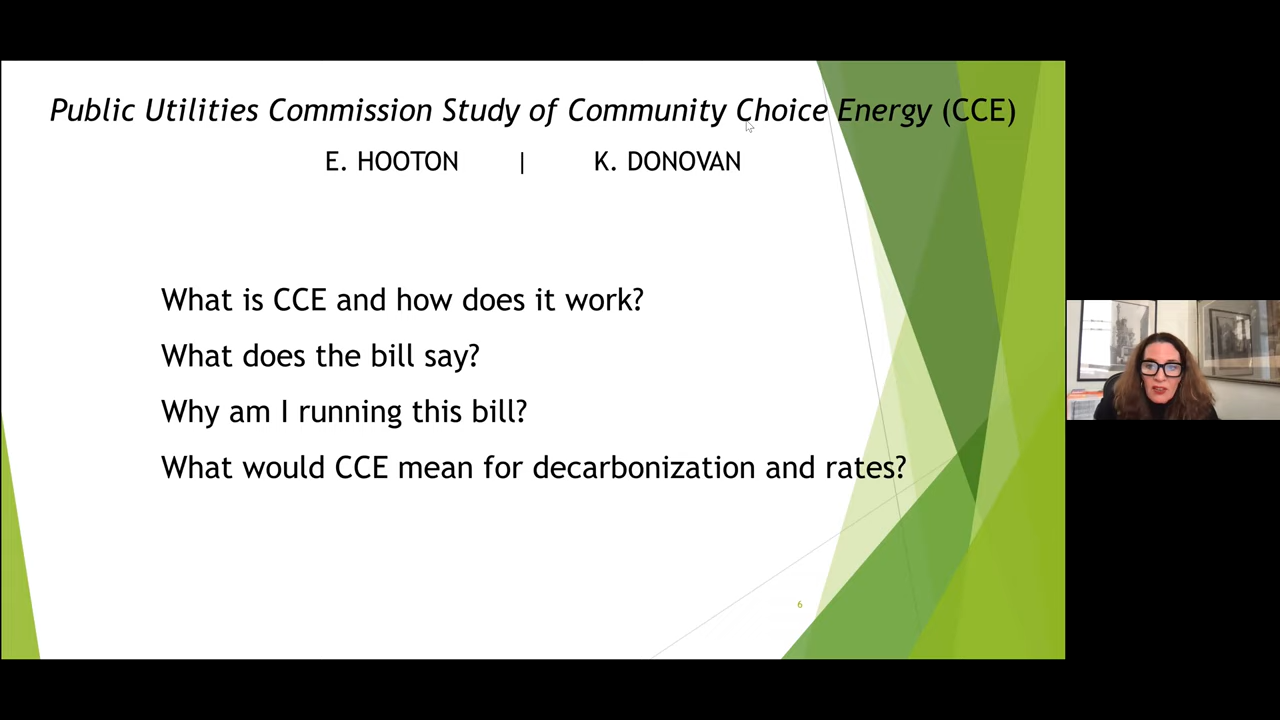 Public Utilities Commission Study of Community Choice Energy (CCE)
E. HOOTON | K. DONOVAN
What is CCE and how does it work?
What does the bill say?
Why am I running this bill?
What would CCE mean for decarbonization and rates?
6